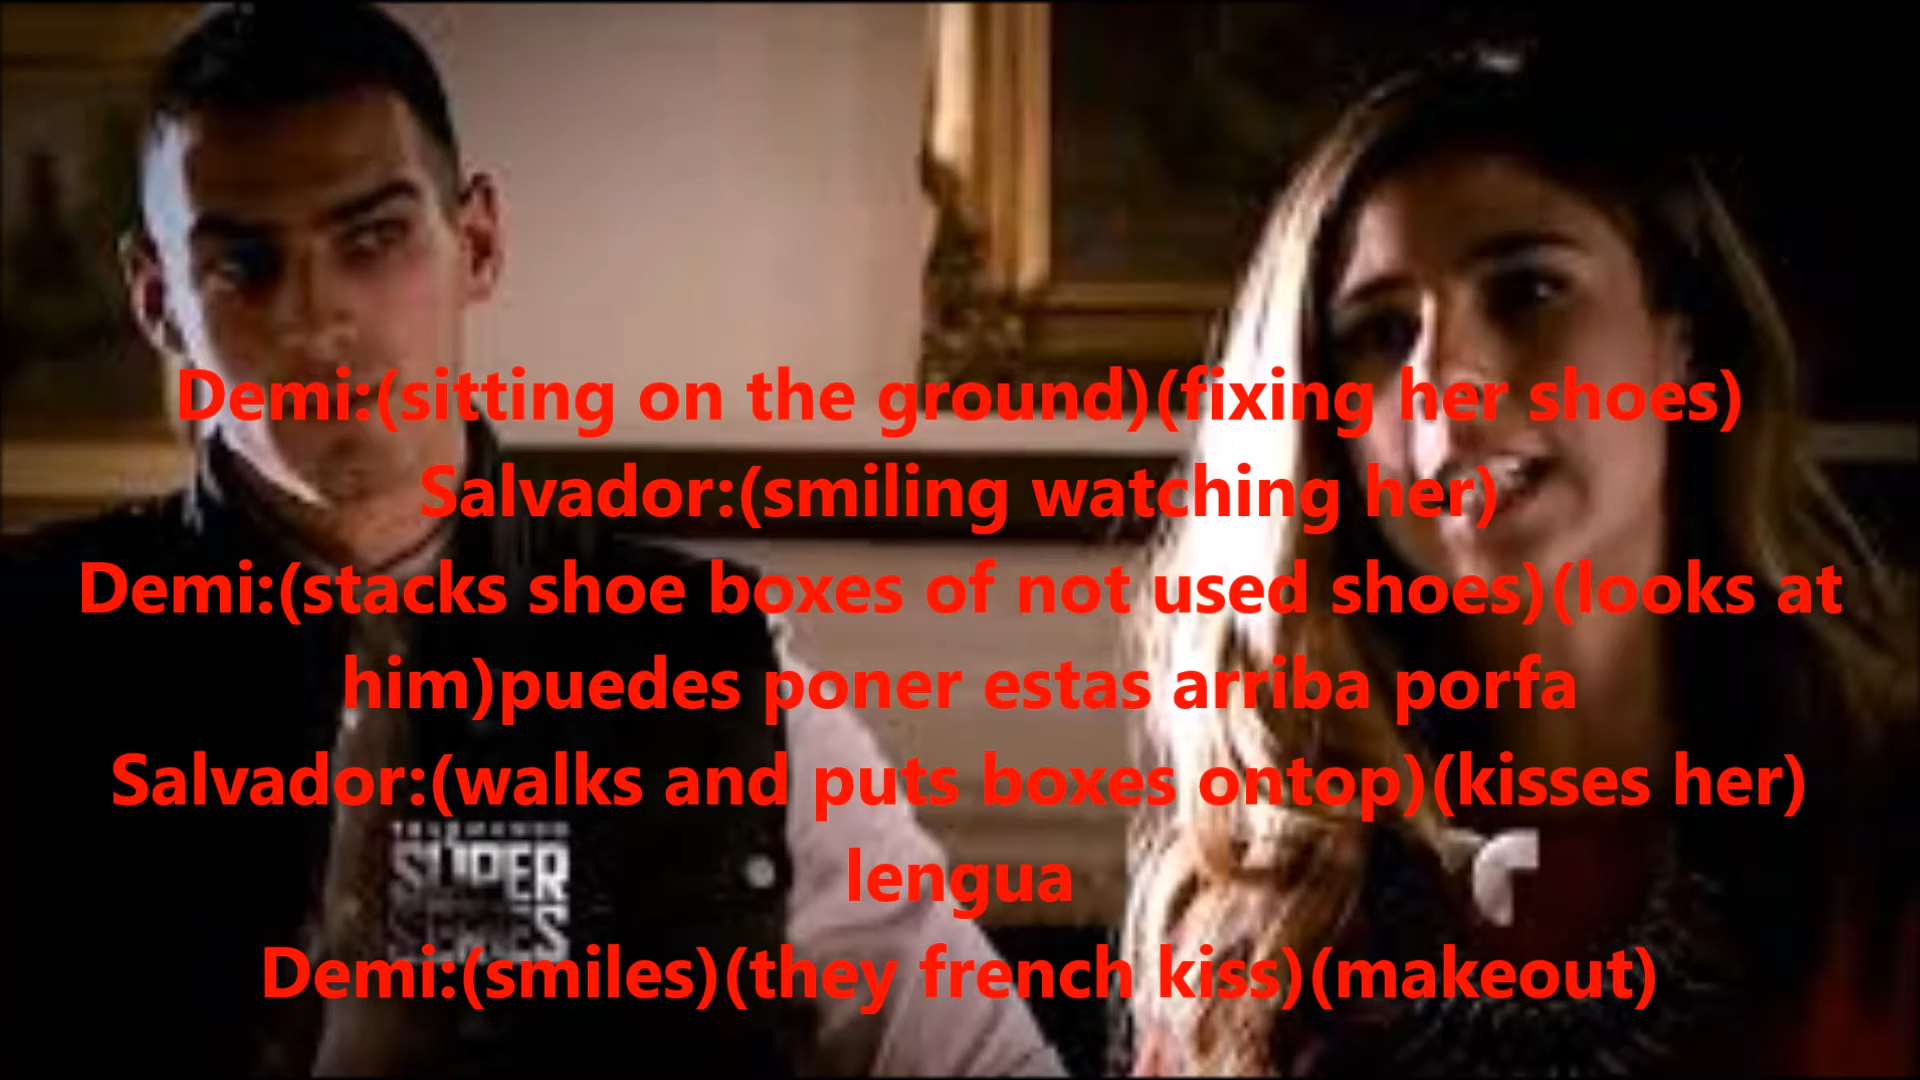 Demi:(sitting on the ground)(fixing her shoes)
Salvador:(smiling watching her)
Demi:(stacks shoe boxes of not used shoes)(looks at
him)puedes poner estas arriba porfa
Salvador:(walks and puts boxes ontop)(kisses her)
lengua
Demi:(smiles)(they french kiss)(makeout)
SUPER
SERIES